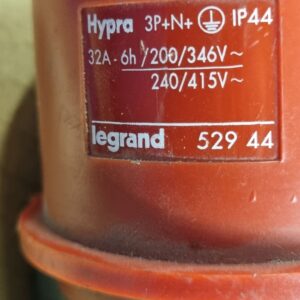 Hypra 3P+N+⏚ IP44
32A - 6h /200/346V~
240/415V~
legrand 529 44